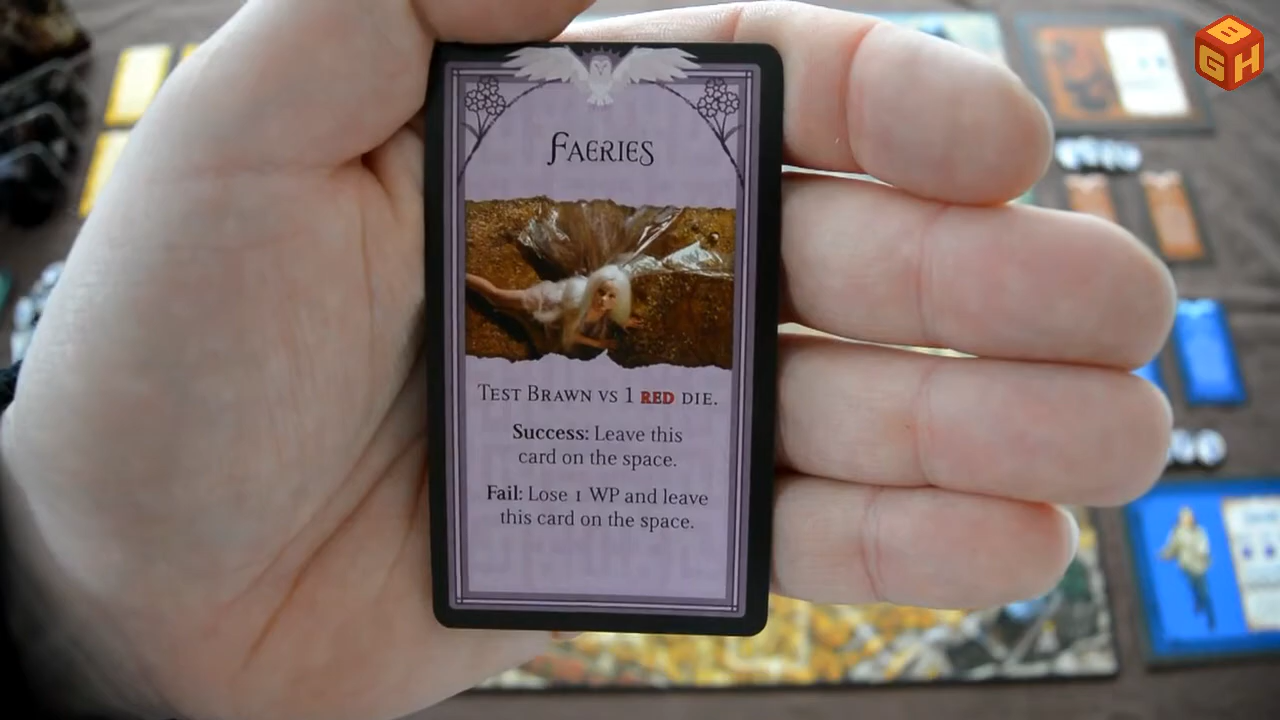 BGH
Faeries
Test Brawn vs 1 RED die.
Success: Leave this
card on the space.
Fail: Lose 1 WP and leave
this card on the space.